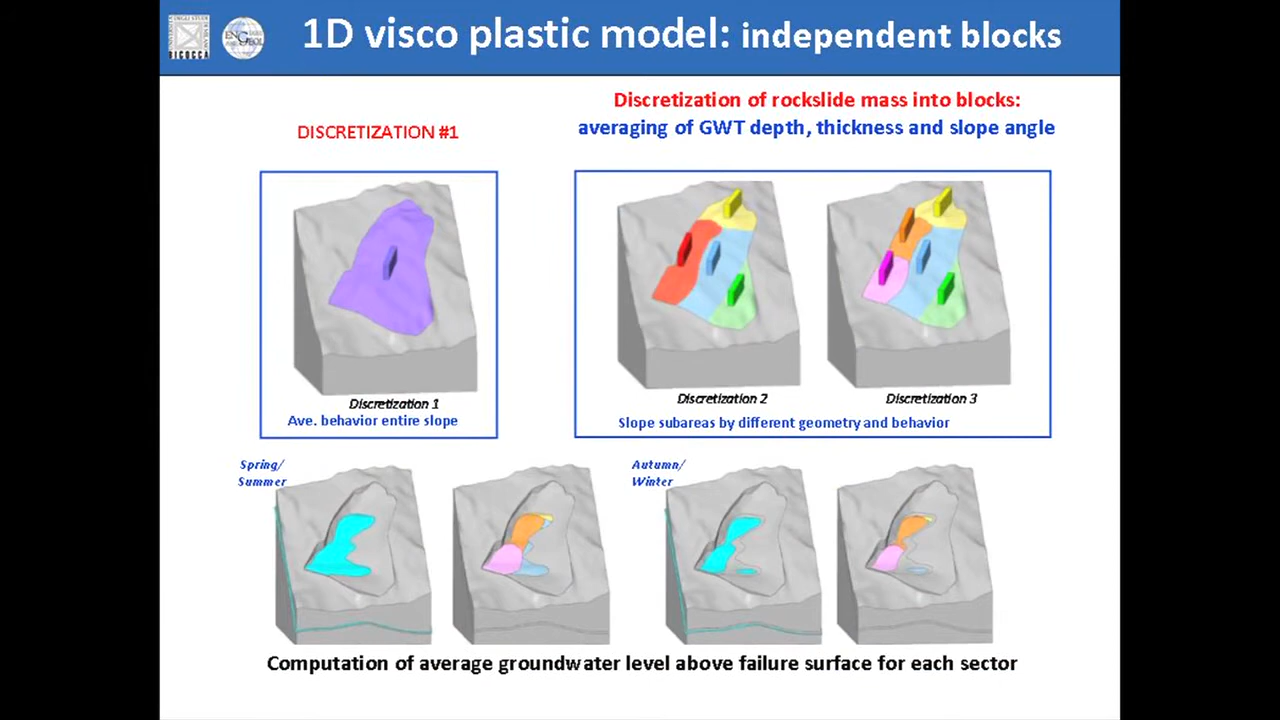 1D visco plastic model: independent blocks
BICOCCA
DISCRETIZATION #1
Discretization of rockslide mass into blocks:
averaging of GWT depth, thickness and slope angle
Discretization 1
Ave. behavior entire slope
Discretization 2
Discretization 3
Slope subareas by different geometry and behavior
Spring/
Summer
Autumn/
Winter
Computation of average groundwater level above failure surface for each sector